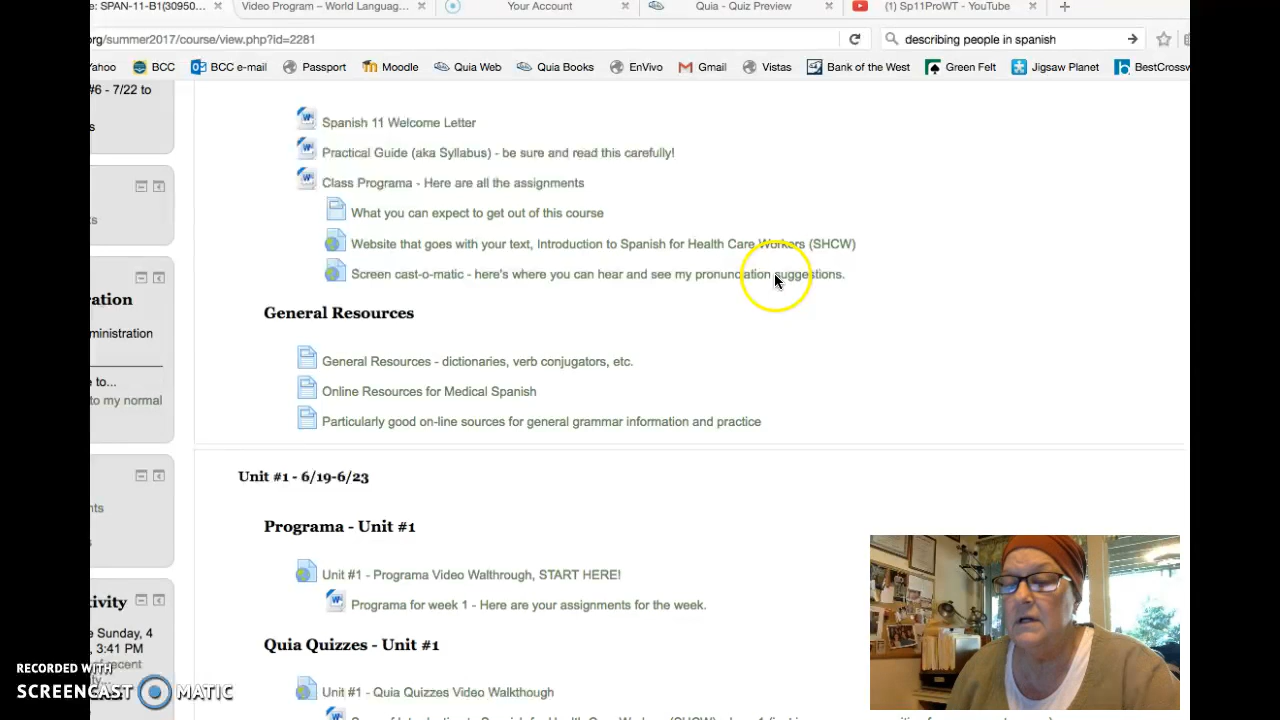 e: SPAN-11-B1(30950...
Video Program – World Languag...
Your Account
Quia - Quiz Preview
(1) Sp11ProWT - YouTube
org/summer2017/course/view.php?id=2281
describing people in spanish
Yahoo
BCC
BCC e-mail
Passport
Moodle
Quia Web
Quia Books
EnVivo
Gmail
Vistas
Bank of the West
Green Felt
Jigsaw Planet
BestCrossw
#6 - 7/22 to
s
Spanish 11 Welcome Letter
Practical Guide (aka Syllabus) - be sure and read this carefully!
Class Programa - Here are all the assignments
What you can expect to get out of this course
ts
Website that goes with your text, Introduction to Spanish for Health Care Workers (SHCW)
Screen cast-o-matic - here's where you can hear and see my pronunciation suggestions.
ration
General Resources
ministration
General Resources - dictionaries, verb conjugators, etc.
e to...
Online Resources for Medical Spanish
to my normal
Particularly good on-line sources for general grammar information and practice
Unit #1 - 6/19-6/23
nts
Programa - Unit #1
s
Unit #1 - Programa Video Walthrough, START HERE!
tivity
Programa for week 1 - Here are your assignments for the week.
e Sunday, 4
, 3:41 PM
Quia Quizzes - Unit #1
recent
Unit #1 - Quia Quizzes Video Walkthough
RECORDED WITH
SCREENCAST MATIC